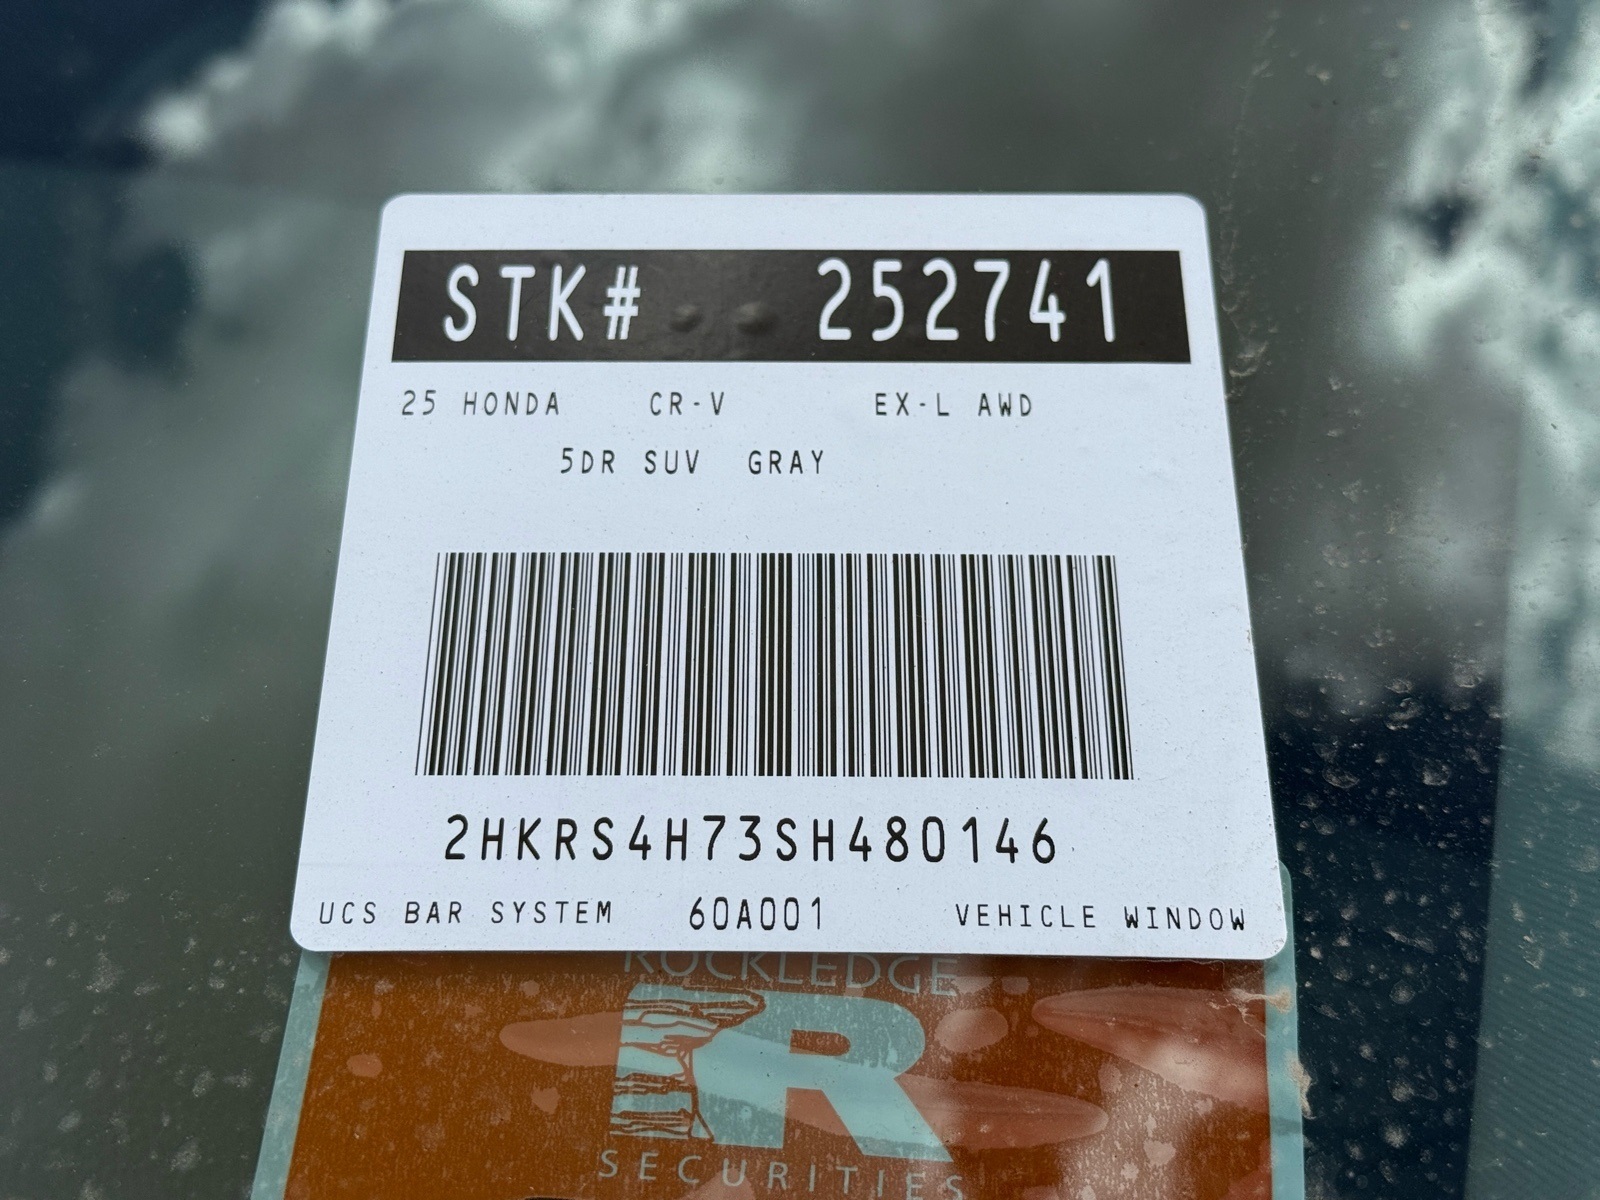 STK# 252741
25 HONDA CR-V EX-L AWD
5DR SUV GRAY
2HKRS4H73SH480146
UCS BAR SYSTEM 60A001 VEHICLE WINDOW
ROCKLEDGE
R
SECURITIES